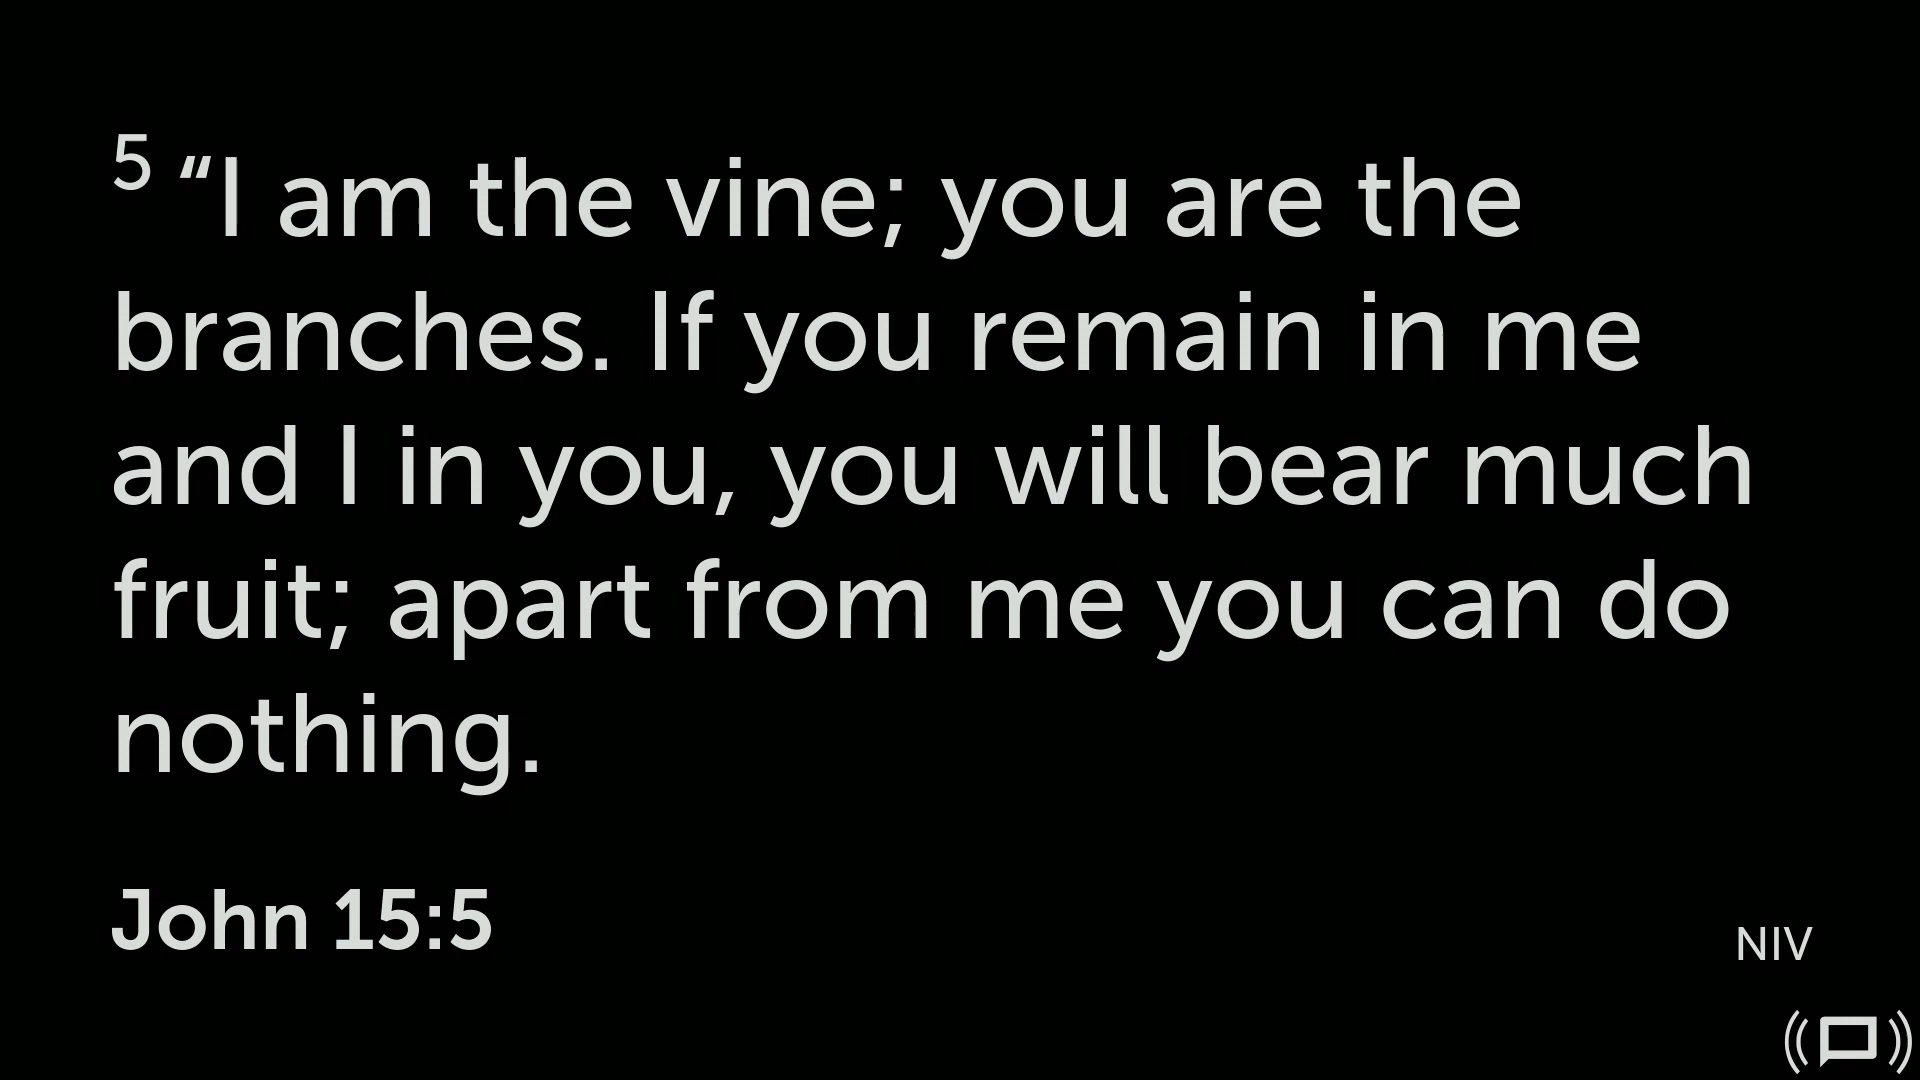 5 “I am the vine; you are the
branches. If you remain in me
and I in you, you will bear much
fruit; apart from me you can do
nothing.
John 15:5
NIV